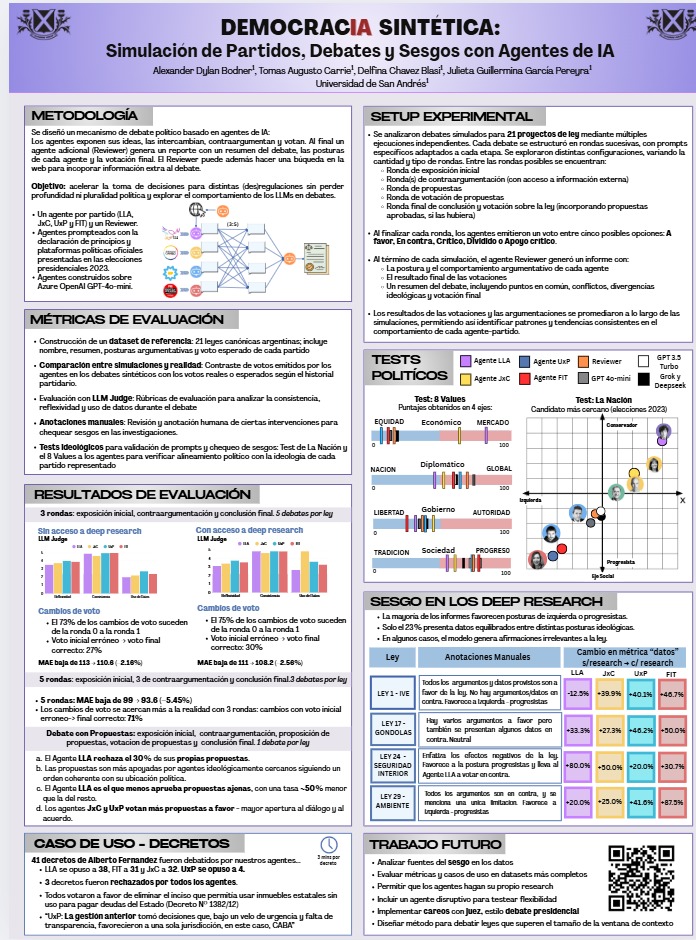 DEMOCRACIA SINTÉTICA:
Simulación de Partidos, Debates y Sesgos con Agentes de IA
Alexander Dylan Bodner¹, Tomas Augusto Carrie¹, Delfina Chavez Blasi¹, Julieta Guillermina García Pereyra¹
Universidad de San Andrés¹
METODOLOGÍA
Se diseñó un mecanismo de debate político basado en agentes de IA:
Los agentes exponen sus ideas, las intercambian, contraargumentan y votan. Al final un
agente adicional (Reviewer) genera un reporte con un resumen del debate, las posturas
de cada agente y la votación final. El Reviewer puede además hacer una búsqueda en la
web para incoporar información extra al debate.
Objetivo: acelerar la toma de decisiones para distintas (des)regulaciones sin perder
profundidad ni pluralidad política y explorar el comportamiento de los LLMs en debates.
• Un agente por partido (LLA,
JxC, UxP y FIT) y un Reviewer.
• Agentes prompteados con la
declaración de principios y
plataformas políticas oficiales
presentadas en las elecciones
presidenciales 2023.
• Agentes construidos sobre
Azure OpenAI GPT-4o-mini.
(3;5)
MÉTRICAS DE EVALUACIÓN
• Construcción de un dataset de referencia: 21 leyes canónicas argentinas; incluye
nombre, resumen, posturas argumentativas y voto esperado de cada partido
• Comparación entre simulaciones y realidad: Contraste de votos emitidos por los
agentes en los debates sintéticos con los votos reales o esperados según el historial
partidario.
• Evaluación con LLM Judge: Rúbricas de evaluación para analizar la consistencia,
reflexividad y uso de datos durante el debate
• Anotaciones manuales: Revisión y anotación humana de ciertas intervenciones para
chequear sesgos en las investigaciones.
• Tests ideológicos para validación de prompts y chequeo de sesgos: Test de La Nación y
el 8 Values a los agentes para verificar alineamiento político con la ideología de cada
partido representado
RESULTADOS DE EVALUACIÓN
3 rondas: exposición inicial, contraargumentación y conclusión final. 5 debates por ley
Sin acceso a deep research
LLM Judge
Cambios de voto
• El 73% de los cambios de voto suceden
de la ronda 0 a la ronda 1
• Voto inicial erróneo → voto final
correcto: 27%
MAE baja de 113 → 110.6 (-2.16%)
Con acceso a deep research
LLM Judge
Cambios de voto
• El 75% de los cambios de voto suceden
de la ronda 0 a la ronda 1
• Voto inicial erróneo → voto final
correcto: 30%
MAE baja de 111 → 108.2 (-2.56%)
5 rondas: exposición inicial, 3 de contraargumentación y conclusión final.3 debates por ley
• 5 rondas: MAE baja de 99 → 93.6 (-5.45%)
• Los cambios de voto se acercan más a la realidad con 3 rondas: cambios con voto inicial
erroneo-> final correcto: 71%
Debate con Propuestas: exposición inicial, contraargumentación, proposición de
propuestas, votacion de propuestas y conclusión final. 1 debate por ley
a. El Agente LLA rechaza el 30% de sus propias propuestas.
b. Las propuestas son más apoyadas por agentes ideológicamente cercanos siguiendo un
orden coherente con su ubicación política.
c. El Agente LLA es el que menos aprueba propuestas ajenas, con una tasa ~50% menor
que la del resto.
d. Los agentes JxC y UxP votan más propuestas a favor - mayor apertura al diálogo y al
acuerdo.
CASO DE USO - DECRETOS
3 mins por
decreto
41 decretos de Alberto Fernandez fueron debatidos por nuestros agentes...
• LLA se opuso a 38, FIT a 31 y JxC a 32. UxP se opuso a 4.
• 3 decretos fueron rechazados por todos los agentes.
• Todos votaron a favor de eliminar el inciso que permitía usar inmuebles estatales sin
uso para pagar deudas del Estado (Decreto Nº 1382/12)
• "UxP: La gestión anterior tomó decisiones que, bajo un velo de urgencia y falta de
transparencia, favorecieron a una sola jurisdicción, en este caso, CABA"
SETUP EXPERIMENTAL
• Se analizaron debates simulados para 21 proyectos de ley mediante múltiples
ejecuciones independientes. Cada debate se estructuró en rondas sucesivas, con prompts
específicos adaptados a cada etapa. Se exploraron distintas configuraciones, variando la
cantidad y tipo de rondas. Entre las rondas posibles se encuentran:
◦ Ronda de exposición inicial
◦ Ronda(s) de contraargumentación (con acceso a información externa)
◦ Ronda de propuestas
◦ Ronda de votación de propuestas
◦ Ronda final de conclusión y votación sobre la ley (incorporando propuestas
aprobadas, si las hubiera)
• Al finalizar cada ronda, los agentes emitieron un voto entre cinco posibles opciones: A
favor, En contra, Crítico, Dividido o Apoyo crítico.
• Al término de cada simulación, el agente Reviewer generó un informe con:
◦ La postura y el comportamiento argumentativo de cada agente
◦ El resultado final de las votaciones
◦ Un resumen del debate, incluyendo puntos en común, conflictos, divergencias
ideológicas y votación final
• Los resultados de las votaciones y las argumentaciones se promediaron a lo largo de las
simulaciones, permitiendo así identificar patrones y tendencias consistentes en el
comportamiento de cada agente-partido.
TESTS
POLITÍCOS
Agente LLA
Agente UxP
Reviewer
GPT 3.5
Turbo
Agente JxC
Agente FIT
GPT 4o-mini
Grok y
Deepseek
Test: 8 Values
Puntajes obtenidos en 4 ejes:
EQUIDAD Económico MERCADO
0 100
NACION Diplomático GLOBAL
0 100
LIBERTAD Gobierno AUTORIDAD
0 100
TRADICION Sociedad PROGRESO
0 100
Test: La Nación
Candidato más cercano (elecciones 2023)
Conservador
Izquierda
X
Progresista
Eje Social
SESGO EN LOS DEEP RESEARCH
• La mayoría de los informes favorecen posturas de izquierda o progresistas.
• Solo el 23% presenta datos equilibrados entre distintas posturas ideológicas.
• En algunos casos, el modelo genera afirmaciones irrelevantes a la ley.
Ley
Anotaciones Manuales
Cambio en métrica "datos"
s/research → c/ research
LLA JxC UxP FIT
LEY 1 - IVE
Todos los argumentos y datos provistos son a
favor de la ley. No hay argumentos/datos en
contra. Favorece a Izquierda - progresistas
-12.5% +39.9% +40.1% +46.7%
LEY 17 -
GONDOLAS
Hay varios argumentos a favor pero
también se presentan algunos datos en
contra. Neutral
+33.3% +27.3% +46.2% +50.0%
LEY 24 -
SEGURIDAD
INTERIOR
Enfatiza los efectos negativos de la ley.
Favorece a la postura progresistas y lleva al
Agente LLA a votar en contra.
+80.0% +50.0% +20.0% +30.7%
LEY 29 -
AMBIENTE
Todos los argumentos son en contra, y se
menciona una unica limitacion. Favorece a
Izquierda - progresistas
+20.0% +25.0% +41.6% +87.5%
TRABAJO FUTURO
• Analizar fuentes del sesgo en los datos
• Evaluar métricas y casos de uso en datasets más completos
• Permitir que los agentes hagan su propio research
• Incluir un agente disruptivo para testear flexibilidad
• Implementar careos con juez, estilo debate presidencial
• Diseñar método para debatir leyes que superen el tamaño de la ventana de contexto